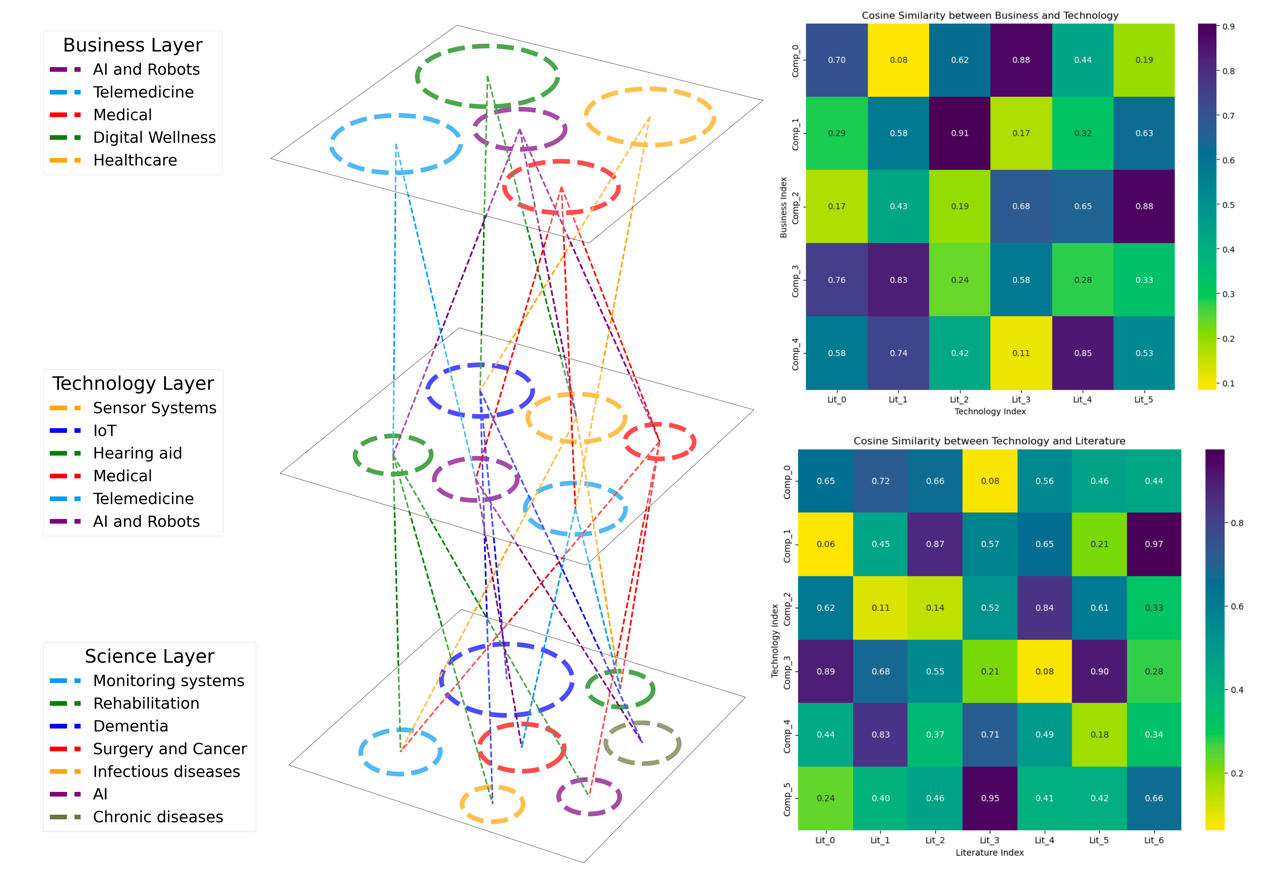 Business Layer
AI and Robots
Telemedicine
Medical
Digital Wellness
Healthcare
Technology Layer
Sensor Systems
IoT
Hearing aid
Medical
Telemedicine
AI and Robots
Science Layer
Monitoring systems
Rehabilitation
Dementia
Surgery and Cancer
Infectious diseases
AI
Chronic diseases
Cosine Similarity between Business and Technology
Business Index
Comp_0 0.70 0.08 0.62 0.88 0.44 0.19
Comp_1 0.29 0.58 0.91 0.17 0.32 0.63
Comp_2 0.17 0.43 0.19 0.68 0.65 0.88
Comp_3 0.76 0.83 0.24 0.58 0.28 0.33
Comp_4 0.58 0.74 0.42 0.11 0.85 0.53
Lit_0 Lit_1 Lit_2 Lit_3 Lit_4 Lit_5
Technology Index
0.9
0.8
0.7
0.6
0.5
0.4
0.3
0.2
0.1
Cosine Similarity between Technology and Literature
Technology Index
Comp_0 0.65 0.72 0.66 0.08 0.56 0.46 0.44
Comp_1 0.06 0.45 0.87 0.57 0.65 0.21 0.97
Comp_2 0.62 0.11 0.14 0.52 0.84 0.61 0.33
Comp_3 0.89 0.68 0.55 0.21 0.08 0.90 0.28
Comp_4 0.44 0.83 0.37 0.71 0.49 0.18 0.34
Comp_5 0.24 0.40 0.46 0.95 0.41 0.42 0.66
Lit_0 Lit_1 Lit_2 Lit_3 Lit_4 Lit_5 Lit_6
Literature Index
0.8
0.6
0.4
0.2